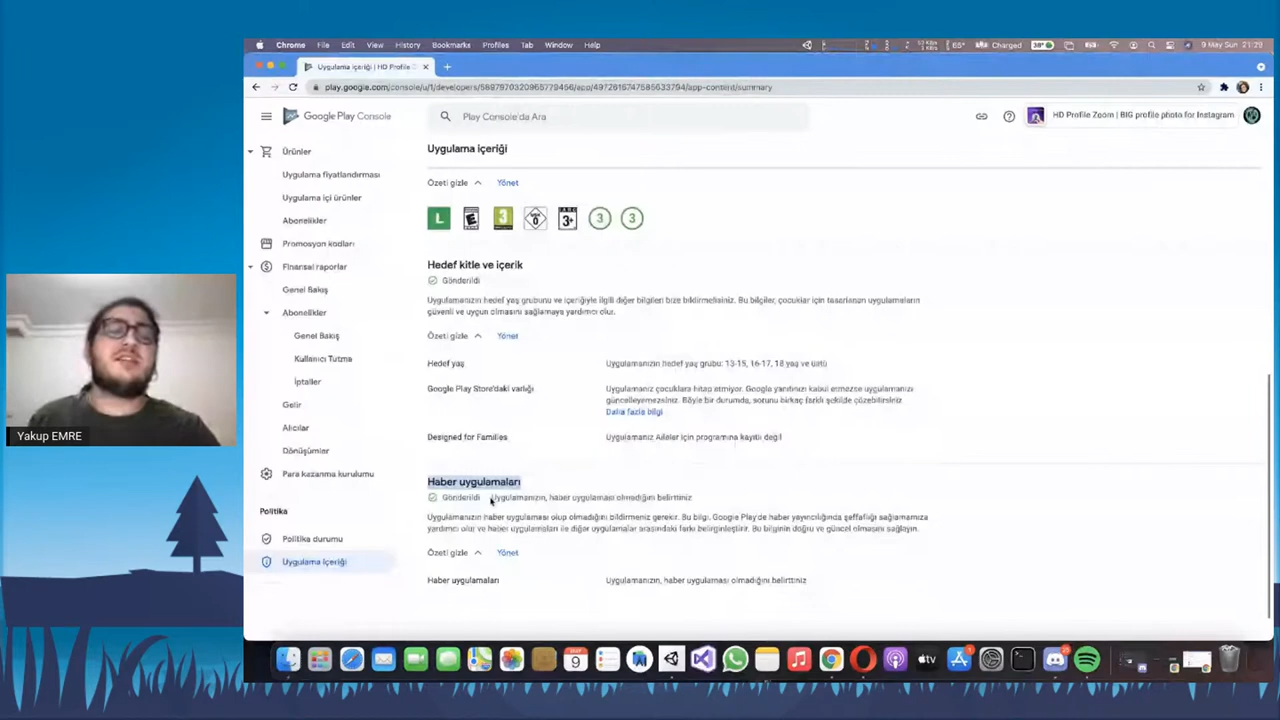 Chrome File Edit View History Bookmarks Profiles Tab Window Help
Charged
9 May Sun 21:29
Uygulama içeriği | HD Profile
play.google.com/console/u/1/developers/5897970320965779456/app/4972616747585633794/app-content/summary
Google Play Console
Play Console'da Ara
HD Profile Zoom | BIG profile photo for Instagram
Ürünler
Uygulama fiyatlandırması
Uygulama içi ürünler
Abonelikler
Promosyon kodları
Finansal raporlar
Genel Bakış
Abonelikler
Genel Bakış
Kullanıcı Tutma
İptaller
Gelir
Alıcılar
Dönüşümler
Para kazanma kurulumu
Politika
Politika durumu
Uygulama içeriği
Uygulama içeriği
Özeti gizle Yönet
L E 3 0 3+ 3 3
Hedef kitle ve içerik
Gönderildi
Uygulamanızın hedef yaş grubunu ve içeriğiyle ilgili diğer bilgileri bize bildirmelisiniz. Bu bilgiler, çocuklar için tasarlanan uygulamaların
güvenli ve uygun olmasını sağlamaya yardımcı olur.
Özeti gizle Yönet
Hedef yaş Uygulamanızın hedef yaş grubu: 13-15, 16-17, 18 yaş ve üstü
Google Play Store'daki varlığı Uygulamanız çocuklara hitap etmiyor. Google yanıtınızı kabul etmezse uygulamanızı
güncelleyemezsiniz. Böyle bir durumda, sorunu birkaç farklı şekilde çözebilirsiniz
Daha fazla bilgi
Designed for Families Uygulamanız Aileler için programına kayıtlı değil
Haber uygulamaları
Gönderildi Uygulamanızın, haber uygulaması olmadığını belirttiniz
Uygulamanızın haber uygulaması olup olmadığını bildirmeniz gerekir. Bu bilgi, Google Play'de haber yayıncılığında şeffaflığı sağlamamıza
yardımcı olur ve haber uygulamaları ile diğer uygulamalar arasındaki farkı belirginleştirir. Bu bilginin doğru ve güncel olmasını sağlayın.
Özeti gizle Yönet
Haber uygulamaları Uygulamanızın, haber uygulaması olmadığını belirttiniz
Yakup EMRE